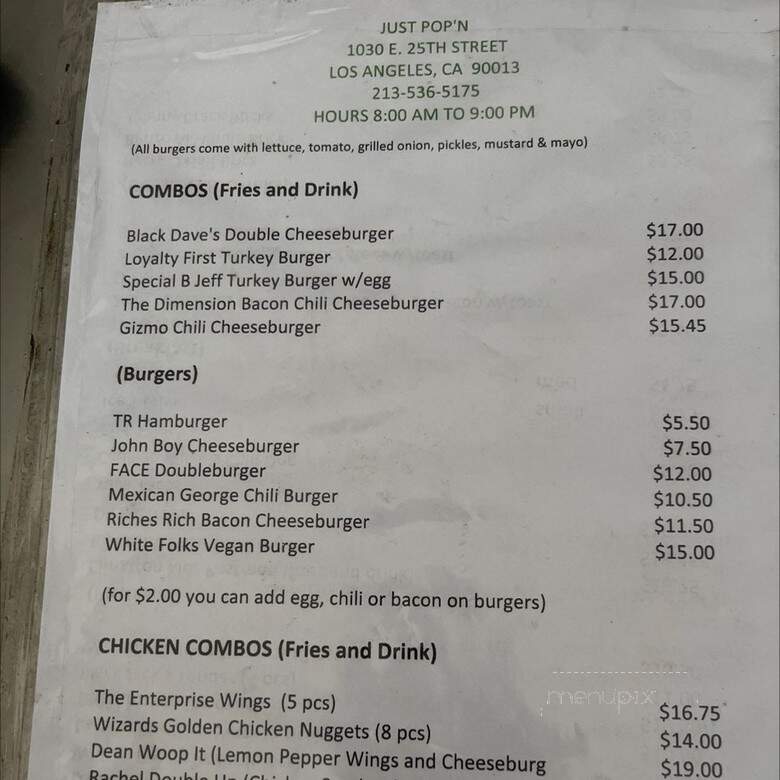 JUST POP'N
1030 E. 25TH STREET
LOS ANGELES, CA 90013
213-536-5175
HOURS 8:00 AM TO 9:00 PM
(All burgers come with lettuce, tomato, grilled onion, pickles, mustard & mayo)
COMBOS (Fries and Drink)
Black Dave's Double Cheeseburger $17.00
Loyalty First Turkey Burger $12.00
Special B Jeff Turkey Burger w/egg $15.00
The Dimension Bacon Chili Cheeseburger $17.00
Gizmo Chili Cheeseburger $15.45
(Burgers)
TR Hamburger $5.50
John Boy Cheeseburger $7.50
FACE Doubleburger $12.00
Mexican George Chili Burger $10.50
Riches Rich Bacon Cheeseburger $11.50
White Folks Vegan Burger $15.00
(for $2.00 you can add egg, chili or bacon on burgers)
CHICKEN COMBOS (Fries and Drink)
The Enterprise Wings (5 pcs) $16.75
Wizards Golden Chicken Nuggets (8 pcs) $14.00
Dean Woop It (Lemon Pepper Wings and Cheeseburg $19.00
Rachel Double
menupix